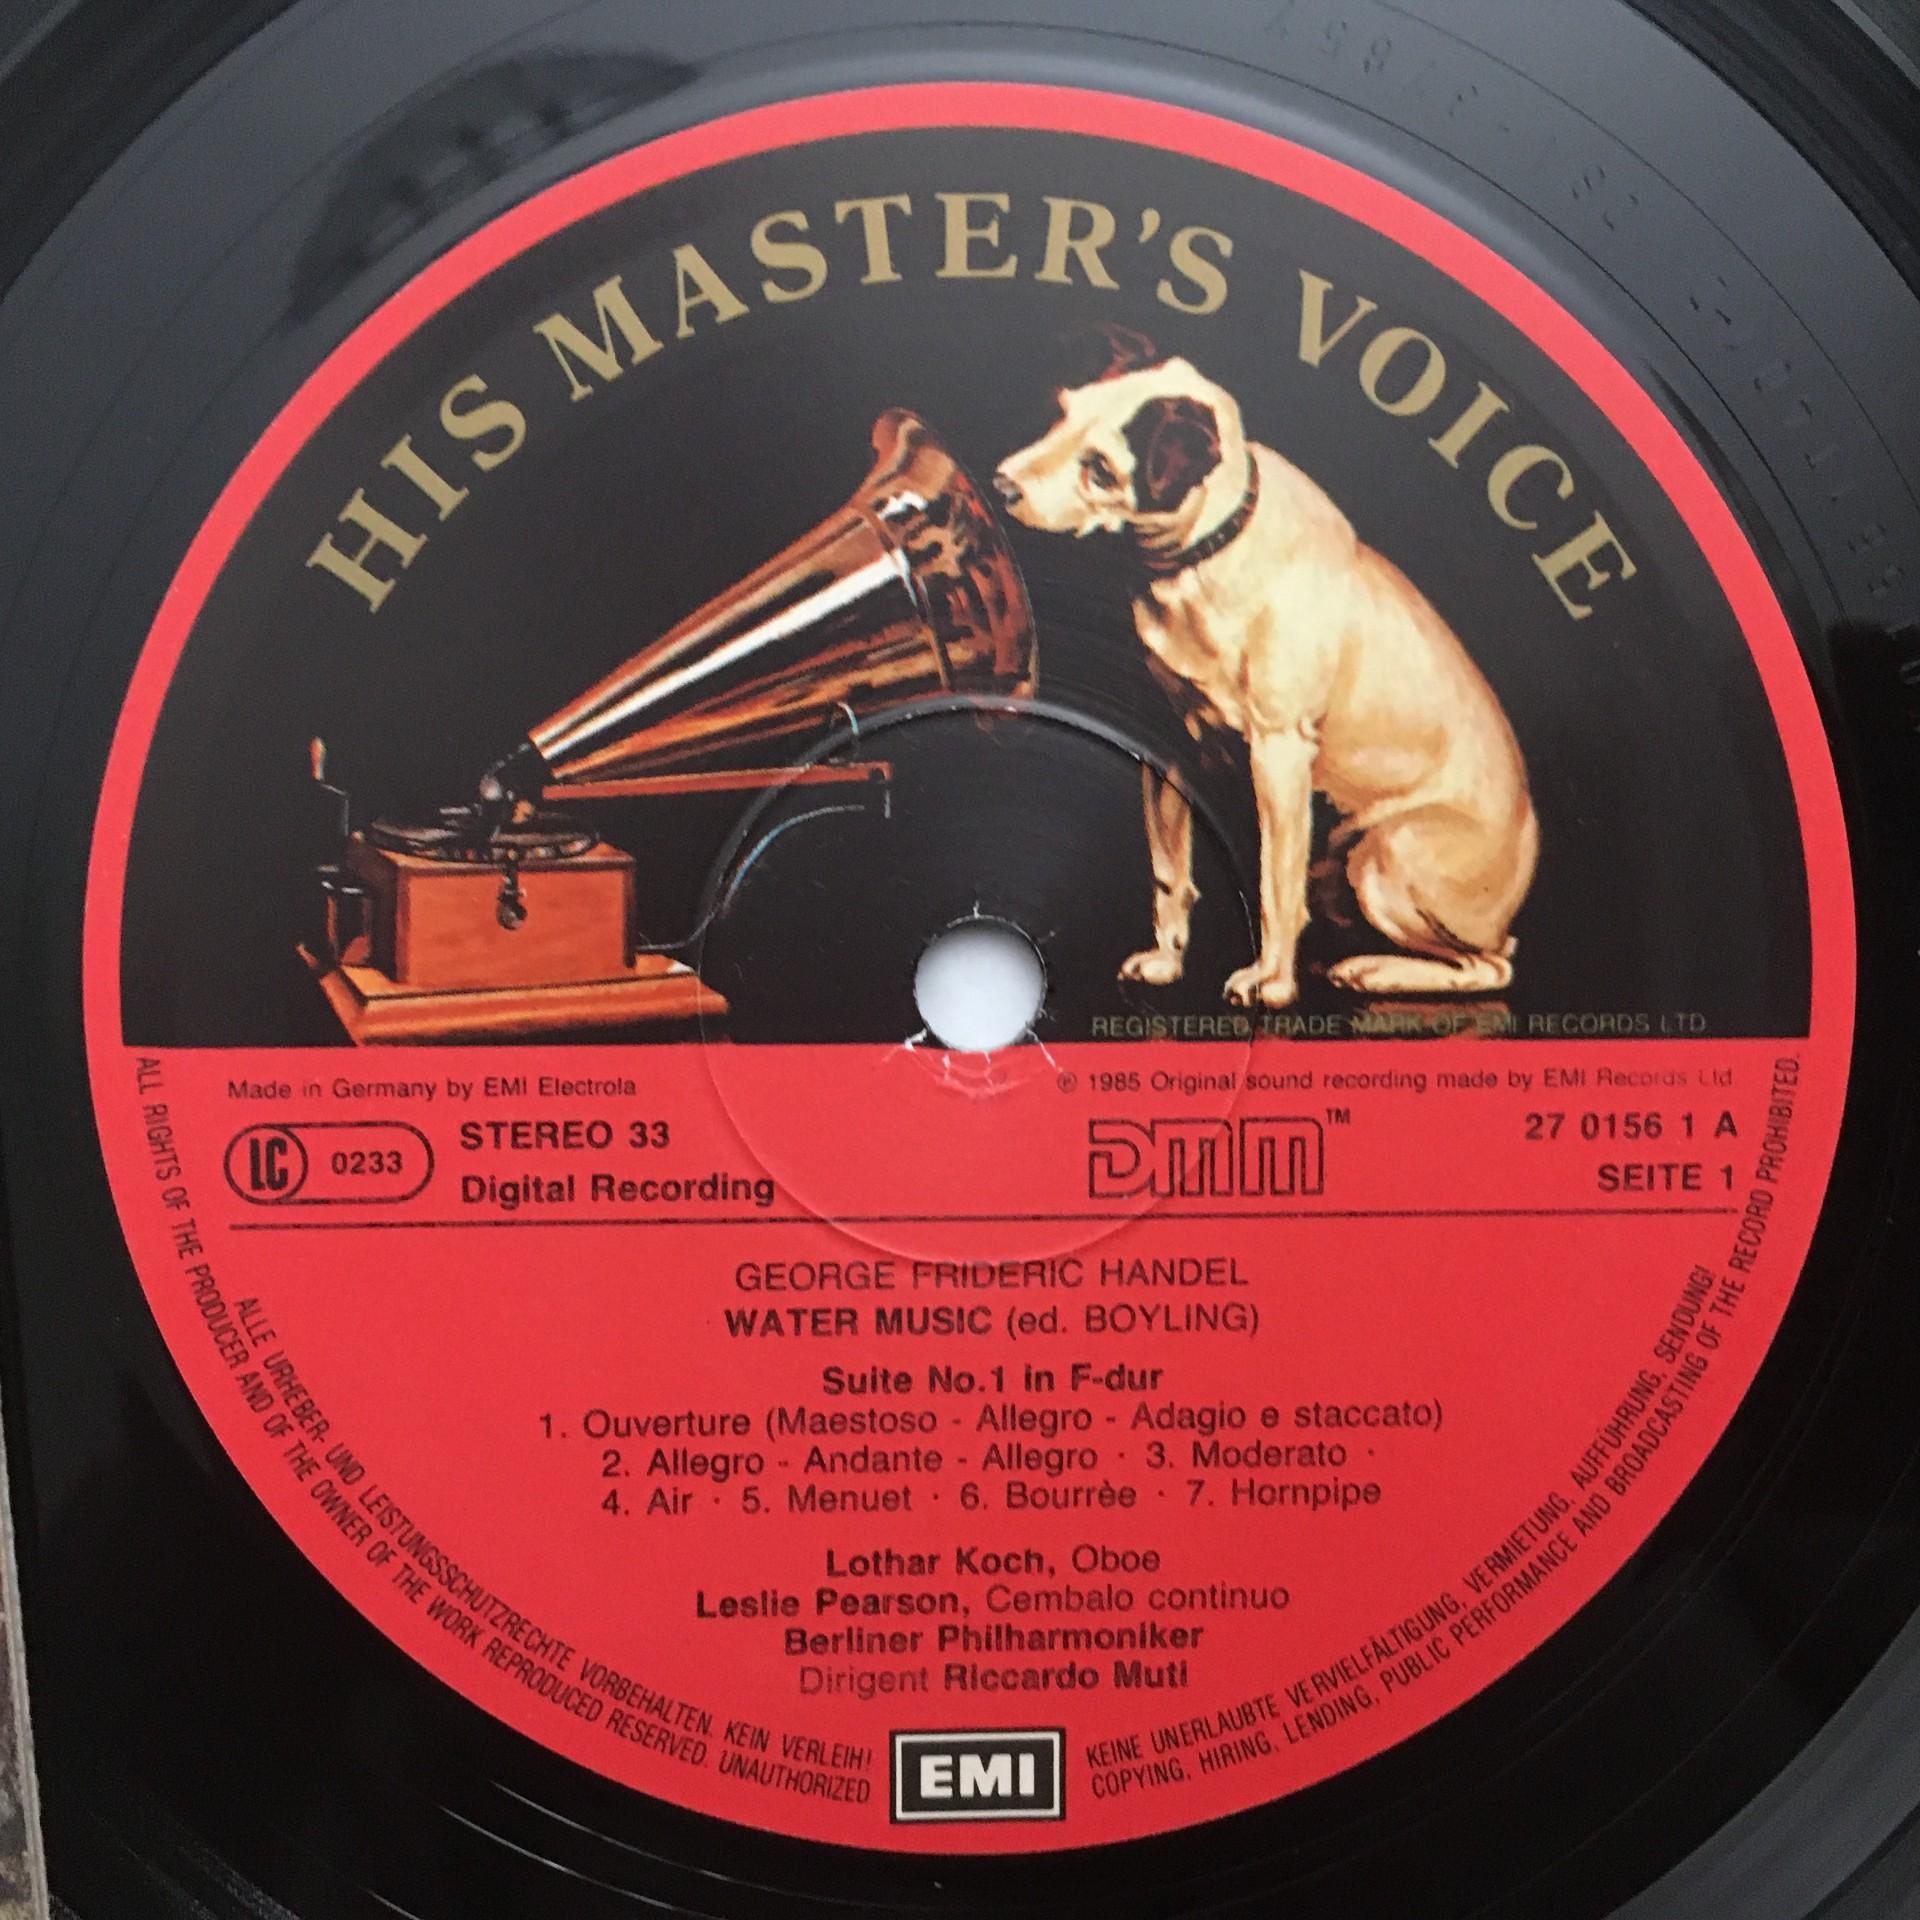 HIS MASTER'S VOICE
REGISTERED TRADE MARK OF EMI RECORDS LTD
Made in Germany by EMI Electrola
℗ 1985 Original sound recording made by EMI Records Ltd
LC 0233
STEREO 33
Digital Recording
DMM™
27 0156 1 A
SEITE 1
GEORGE FRIDERIC HANDEL
WATER MUSIC (ed. BOYLING)
Suite No.1 in F-dur
1. Ouverture (Maestoso - Allegro - Adagio e staccato)
2. Allegro - Andante - Allegro · 3. Moderato ·
4. Air · 5. Menuet · 6. Bourrèe · 7. Hornpipe
Lothar Koch, Oboe
Leslie Pearson, Cembalo continuo
Berliner Philharmoniker
Dirigent Riccardo Muti
EMI
ALLE URHEBER- UND LEISTUNGSSCHUTZRECHTE VORBEHALTEN. KEIN VERLEIH! KEINE UNERLAUBTE VERVIELFÄLTIGUNG, VERMIETUNG, AUFFÜHRUNG, SENDUNG!
ALL RIGHTS OF THE PRODUCER AND OF THE OWNER OF THE WORK REPRODUCED RESERVED. UNAUTHORIZED COPYING, HIRING, LENDING, PUBLIC PERFORMANCE AND BROADCASTING OF THE RECORD PROHIBITED.